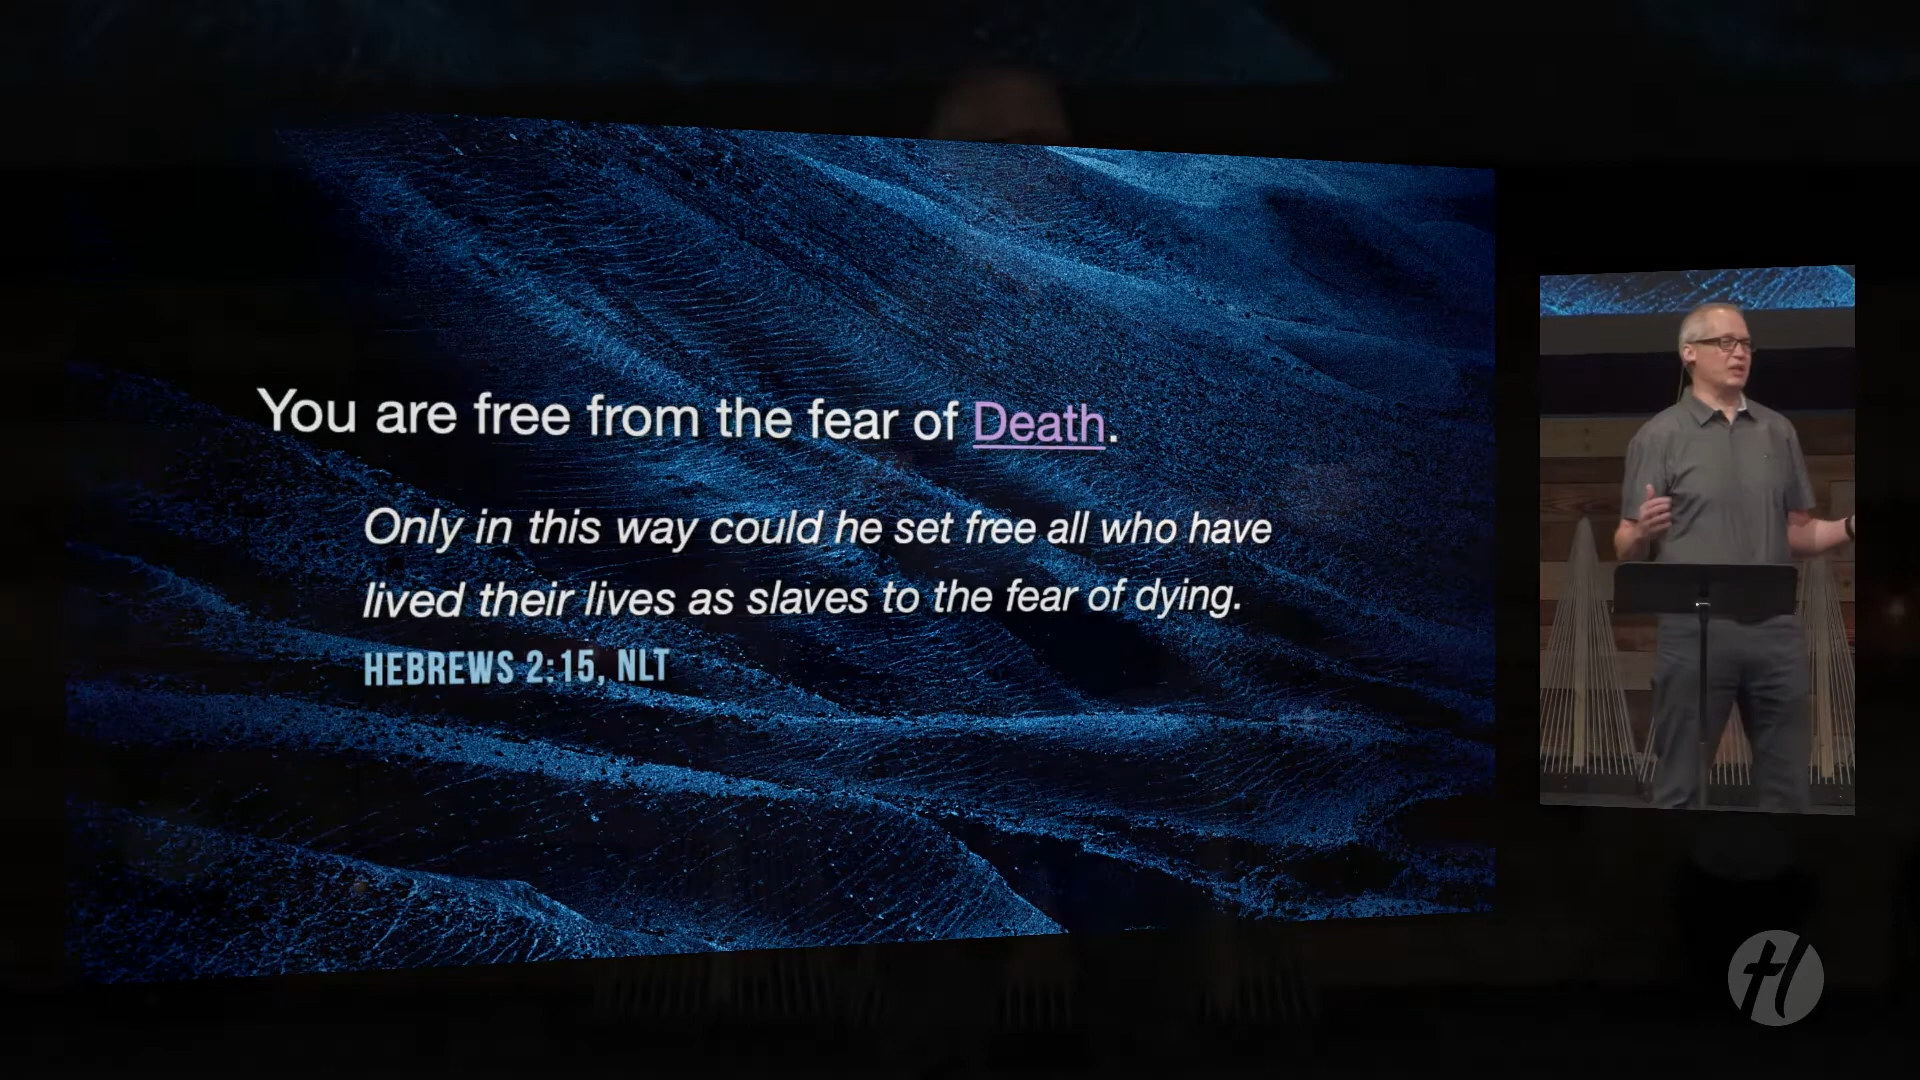 You are free from the fear of Death.
Only in this way could he set free all who have
lived their lives as slaves to the fear of dying.
HEBREWS 2:15, NLT